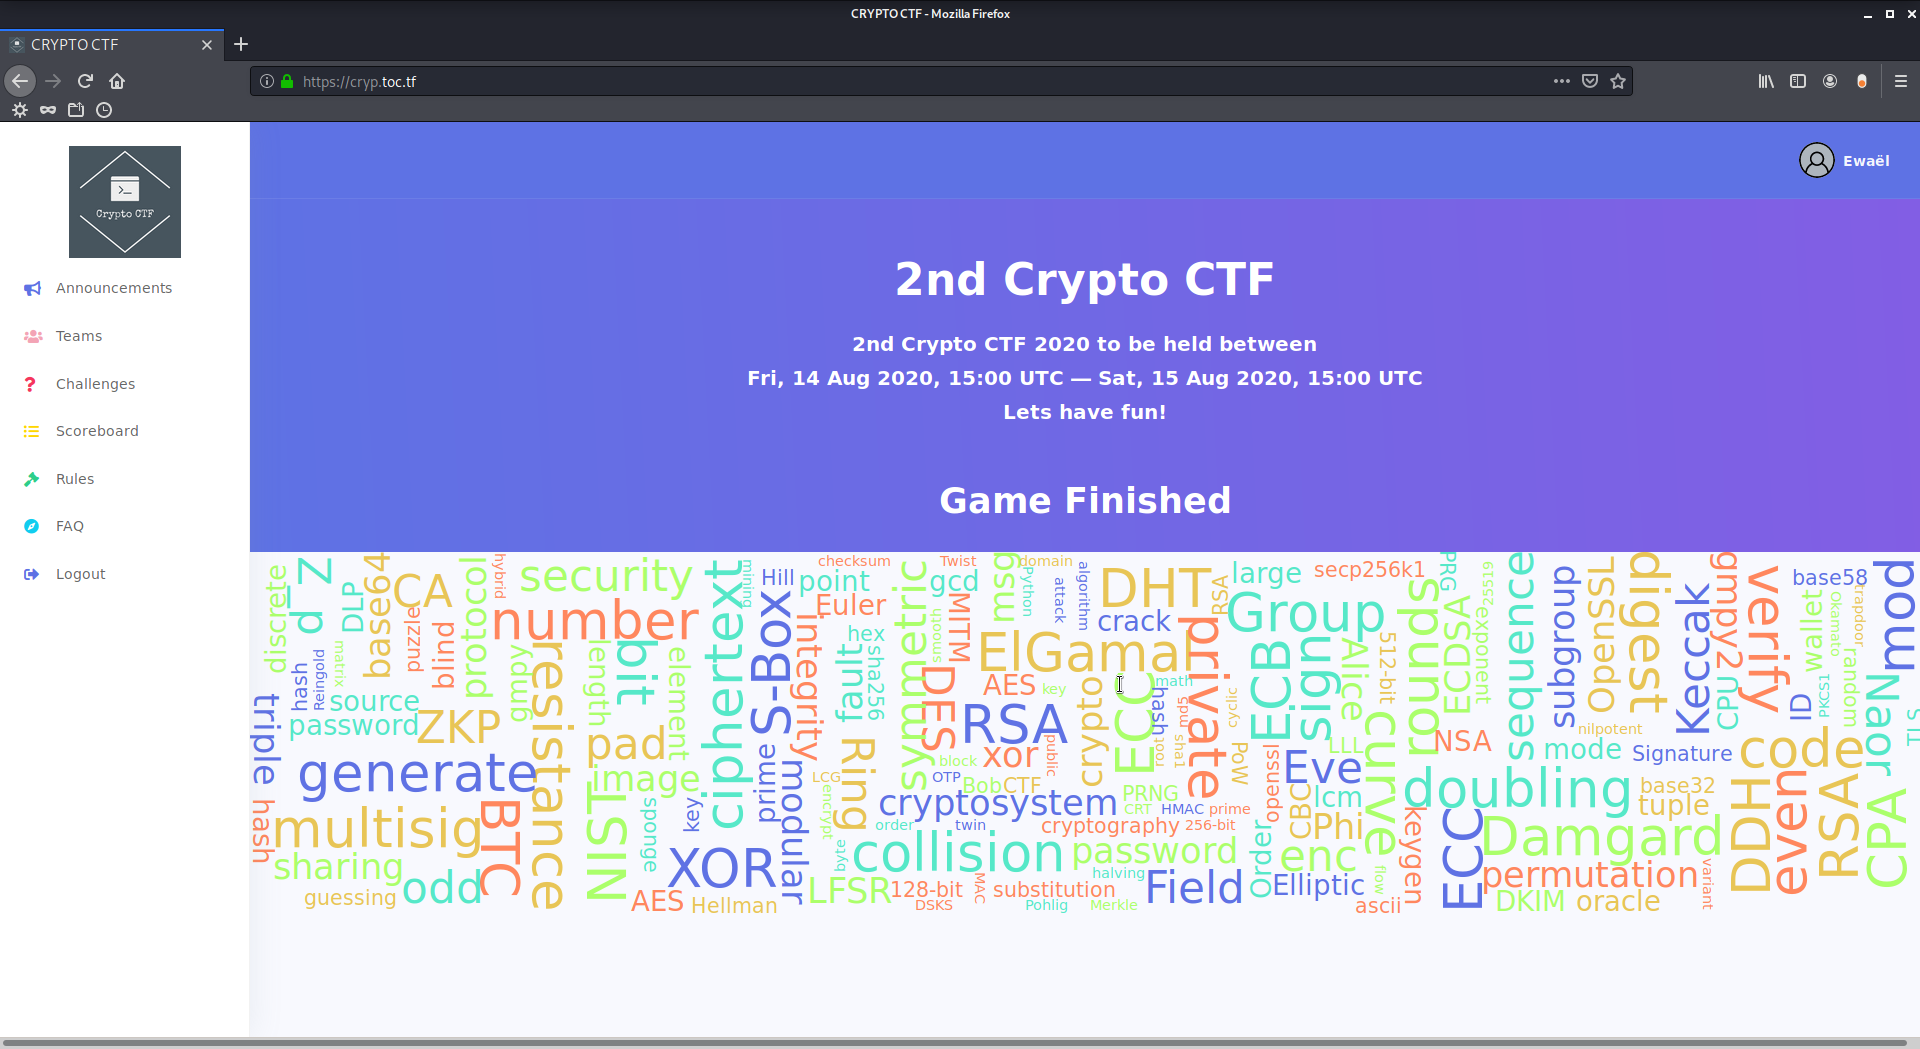 CRYPTO CTF - Mozilla Firefox
CRYPTO CTF
https://cryp.toc.tf
Crypto CTF
Ewaël
Announcements
Teams
Challenges
Scoreboard
Rules
FAQ
Logout
2nd Crypto CTF
2nd Crypto CTF 2020 to be held between
Fri, 14 Aug 2020, 15:00 UTC — Sat, 15 Aug 2020, 15:00 UTC
Lets have fun!
Game Finished
discrete
d_Z
DLP
base64
CA
puzzle
blind
protocol
hybrid
security
number
hash
Reingold
matrix
source
password
ZKP
gmpy
resistance
length
bit
element
ciphertext
mining
Hill
S-Box
Integrity
point
checksum
Euler
hex
sha256
fault
symmetric
smooth
gcd
Twist
MITM
msg
Python
domain
attack
algorithm
DHT
crack
RSA
large
Group
secp256k1
ElGamal
private
AES
key
RSA
DFS
xor
public
crypto
ECC
math
hash
root
md5
sha1
cyclic
PoW
ECB
sign
Alice
512-bit
rounds
PRG
ECDSA
25519
exponent
sequence
subgroup
OpenSSL
digest
Keccak
gmpy2
CPU
verify
base58
wallet
Okamato
trapdoor
mod
ID
PKCS1
random
Naor
TLS
nilpotent
mode
Signature
code
NSA
LLL
curve
triple
generate
pad
image
LSIN
sponge
key
prime
modular
LCG
encrypt
Ring
byte
block
OTP
Bob
CTF
cryptosystem
PRNG
CRT
HMAC
prime
openssl
Eve
CBC
lcm
Phi
doubling
base32
tuple
DDH
even
RSA
CPA
hash
multisig
BTC
sharing
odd
guessing
XOR
AES
Hellman
LFSR
order
twin
cryptography
256-bit
collision
password
Order
enc
flow
keygen
ECC
Damgard
128-bit
DSKS
MAC
substitution
halving
Pohlig
Merkle
Field
Elliptic
ascii
permutation
variant
DKIM
oracle